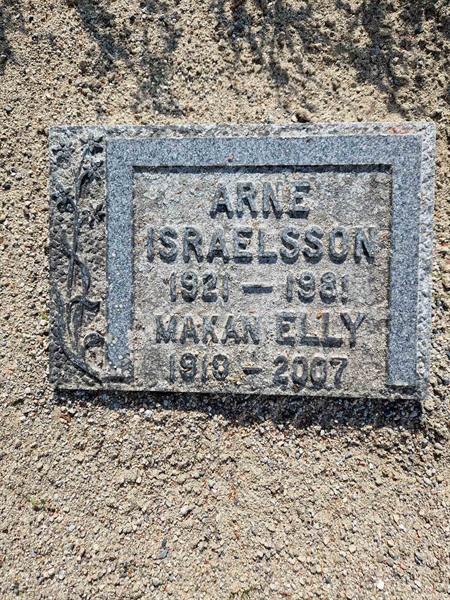 ARNE
ISRAELSSON
1921 — 1981
MAKAN ELLY
1918 - 2007